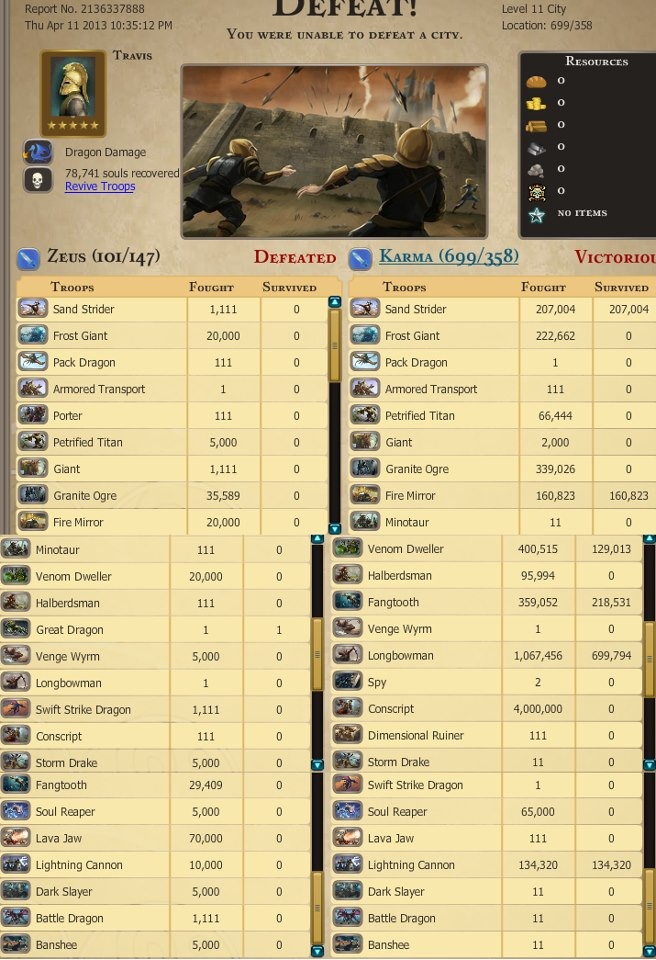 DEFEAT!
Report No. 2136337888
Thu Apr 11 2013 10:35:12 PM
YOU WERE UNABLE TO DEFEAT A CITY.
Level 11 City
Location: 699/358
TRAVIS
Dragon Damage
78,741 souls recovered
Revive Troops
RESOURCES
0
0
0
0
0
0
NO ITEMS
ZEUS (101/147) DEFEATED
TROOPS FOUGHT SURVIVED
Sand Strider 1,111 0
Frost Giant 20,000 0
Pack Dragon 111 0
Armored Transport 1 0
Porter 111 0
Petrified Titan 5,000 0
Giant 1,111 0
Granite Ogre 35,589 0
Fire Mirror 20,000 0
Minotaur 111 0
Venom Dweller 20,000 0
Halberdsman 111 0
Great Dragon 1 1
Venge Wyrm 5,000 0
Longbowman 1 0
Swift Strike Dragon 1,111 0
Conscript 111 0
Storm Drake 5,000 0
Fangtooth 29,409 0
Soul Reaper 5,000 0
Lava Jaw 70,000 0
Lightning Cannon 10,000 0
Dark Slayer 5,000 0
Battle Dragon 1,111 0
Banshee 5,000 0
KARMA (699/358) VICTORIOU
TROOPS FOUGHT SURVIVED
Sand Strider 207,004 207,004
Frost Giant 222,662 0
Pack Dragon 1 0
Armored Transport 111 0
Petrified Titan 66,444 0
Giant 2,000 0
Granite Ogre 339,026 0
Fire Mirror 160,823 160,823
Minotaur 11 0
Venom Dweller 400,515 129,013
Halberdsman 95,994 0
Fangtooth 359,052 218,531
Venge Wyrm 1 0
Longbowman 1,067,456 699,794
Spy 2 0
Conscript 4,000,000 0
Dimensional Ruiner 111 0
Storm Drake 11 0
Swift Strike Dragon 1 0
Soul Reaper 65,000 0
Lava Jaw 111 0
Lightning Cannon 134,320 134,320
Dark Slayer 11 0
Battle Dragon 11 0
Banshee 11 0